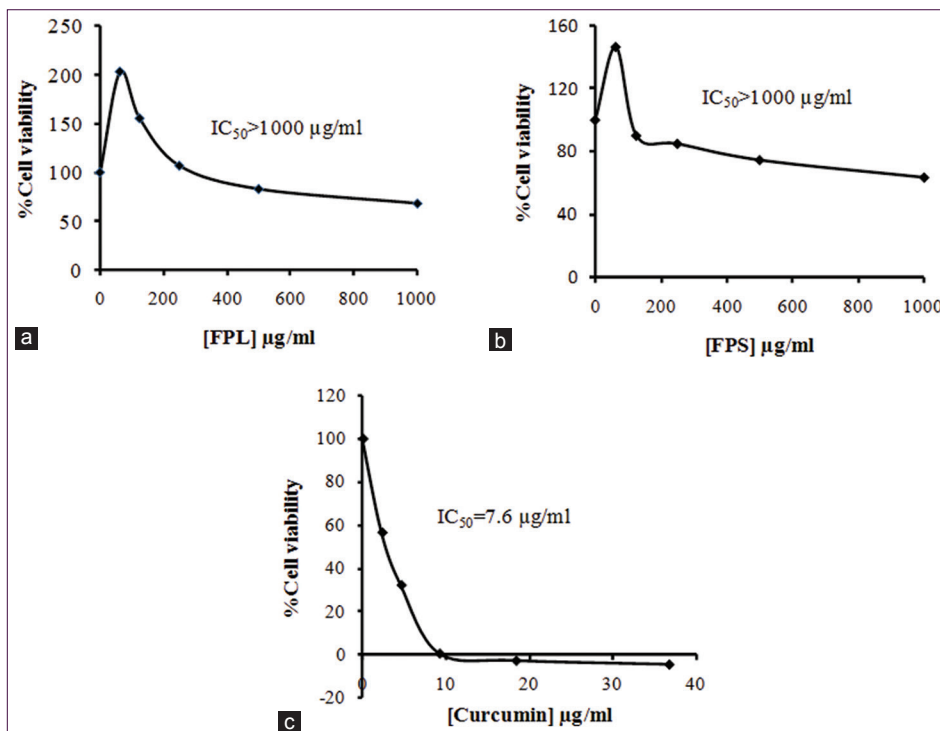 250
200
150
100
50
0
%Cell viability
IC50>1000 µg/ml
0 200 400 600 800 1000
[FPL] µg/ml
a
160
120
80
40
0
%Cell viability
IC50>1000 µg/ml
0 200 400 600 800 1000
[FPS] µg/ml
b
120
100
80
60
40
20
0
-20
%Cell viability
IC50=7.6 µg/ml
0 10 20 30 40
[Curcumin] µg/ml
c